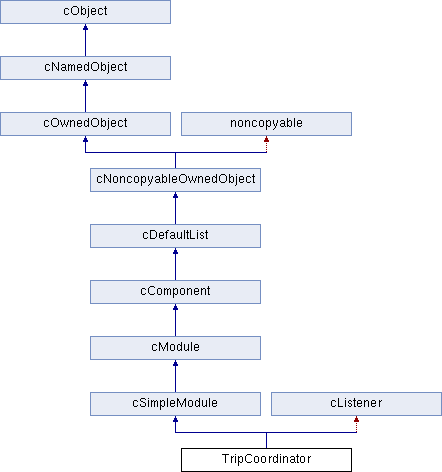 cObject
cNamedObject
cOwnedObject
noncopyable
cNoncopyableOwnedObject
cDefaultList
cComponent
cModule
cSimpleModule
cListener
TripCoordinator